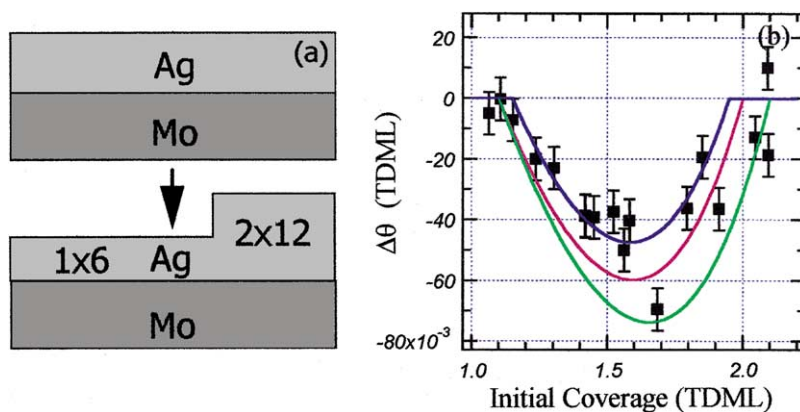 (a)
Ag
Mo
1x6 Ag 2x12
Mo
(b)
Δθ (TDML)
20
0
-20
-40
-60
-80x10⁻³
1.0 1.5 2.0
Initial Coverage (TDML)